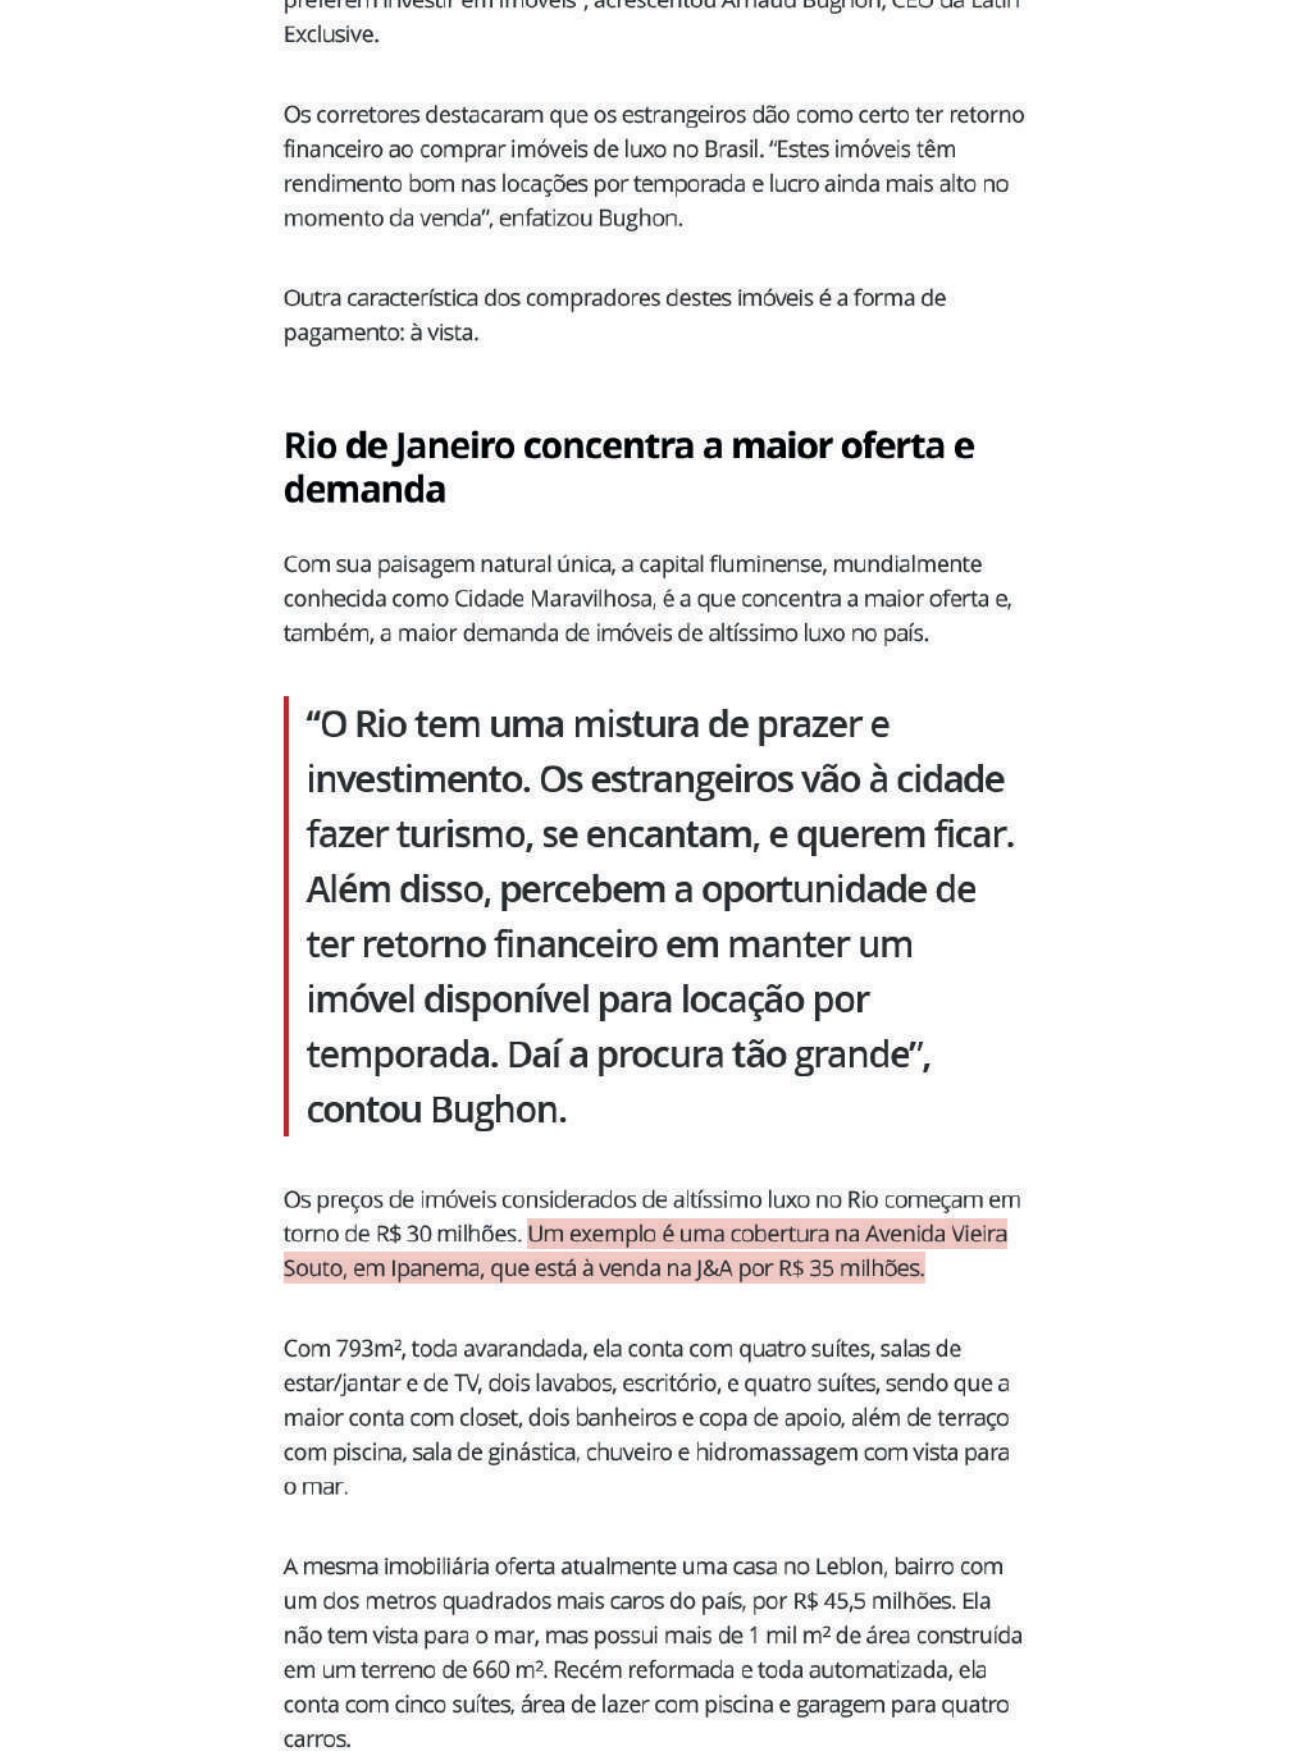 preferem investir em imóveis”, acrescentou Arnaud Bughon, CEO da Latin
Exclusive.
Os corretores destacaram que os estrangeiros dão como certo ter retorno
financeiro ao comprar imóveis de luxo no Brasil. “Estes imóveis têm
rendimento bom nas locações por temporada e lucro ainda mais alto no
momento da venda”, enfatizou Bughon.
Outra característica dos compradores destes imóveis é a forma de
pagamento: à vista.
Rio de Janeiro concentra a maior oferta e
demanda
Com sua paisagem natural única, a capital fluminense, mundialmente
conhecida como Cidade Maravilhosa, é a que concentra a maior oferta e,
também, a maior demanda de imóveis de altíssimo luxo no país.
“O Rio tem uma mistura de prazer e
investimento. Os estrangeiros vão à cidade
fazer turismo, se encantam, e querem ficar.
Além disso, percebem a oportunidade de
ter retorno financeiro em manter um
imóvel disponível para locação por
temporada. Daí a procura tão grande”,
contou Bughon.
Os preços de imóveis considerados de altíssimo luxo no Rio começam em
torno de R$ 30 milhões. Um exemplo é uma cobertura na Avenida Vieira
Souto, em Ipanema, que está à venda na J&A por R$ 35 milhões.
Com 793m², toda avarandada, ela conta com quatro suítes, salas de
estar/jantar e de TV, dois lavabos, escritório, e quatro suítes, sendo que a
maior conta com closet, dois banheiros e copa de apoio, além de terraço
com piscina, sala de ginástica, chuveiro e hidromassagem com vista para
o mar.
A mesma imobiliária oferta atualmente uma casa no Leblon, bairro com
um dos metros quadrados mais caros do país, por R$ 45,5 milhões. Ela
não tem vista para o mar, mas possui mais de 1 mil m² de área construída
em um terreno de 660 m². Recém reformada e toda automatizada, ela
conta com cinco suítes, área de lazer com piscina e garagem para quatro
carros.